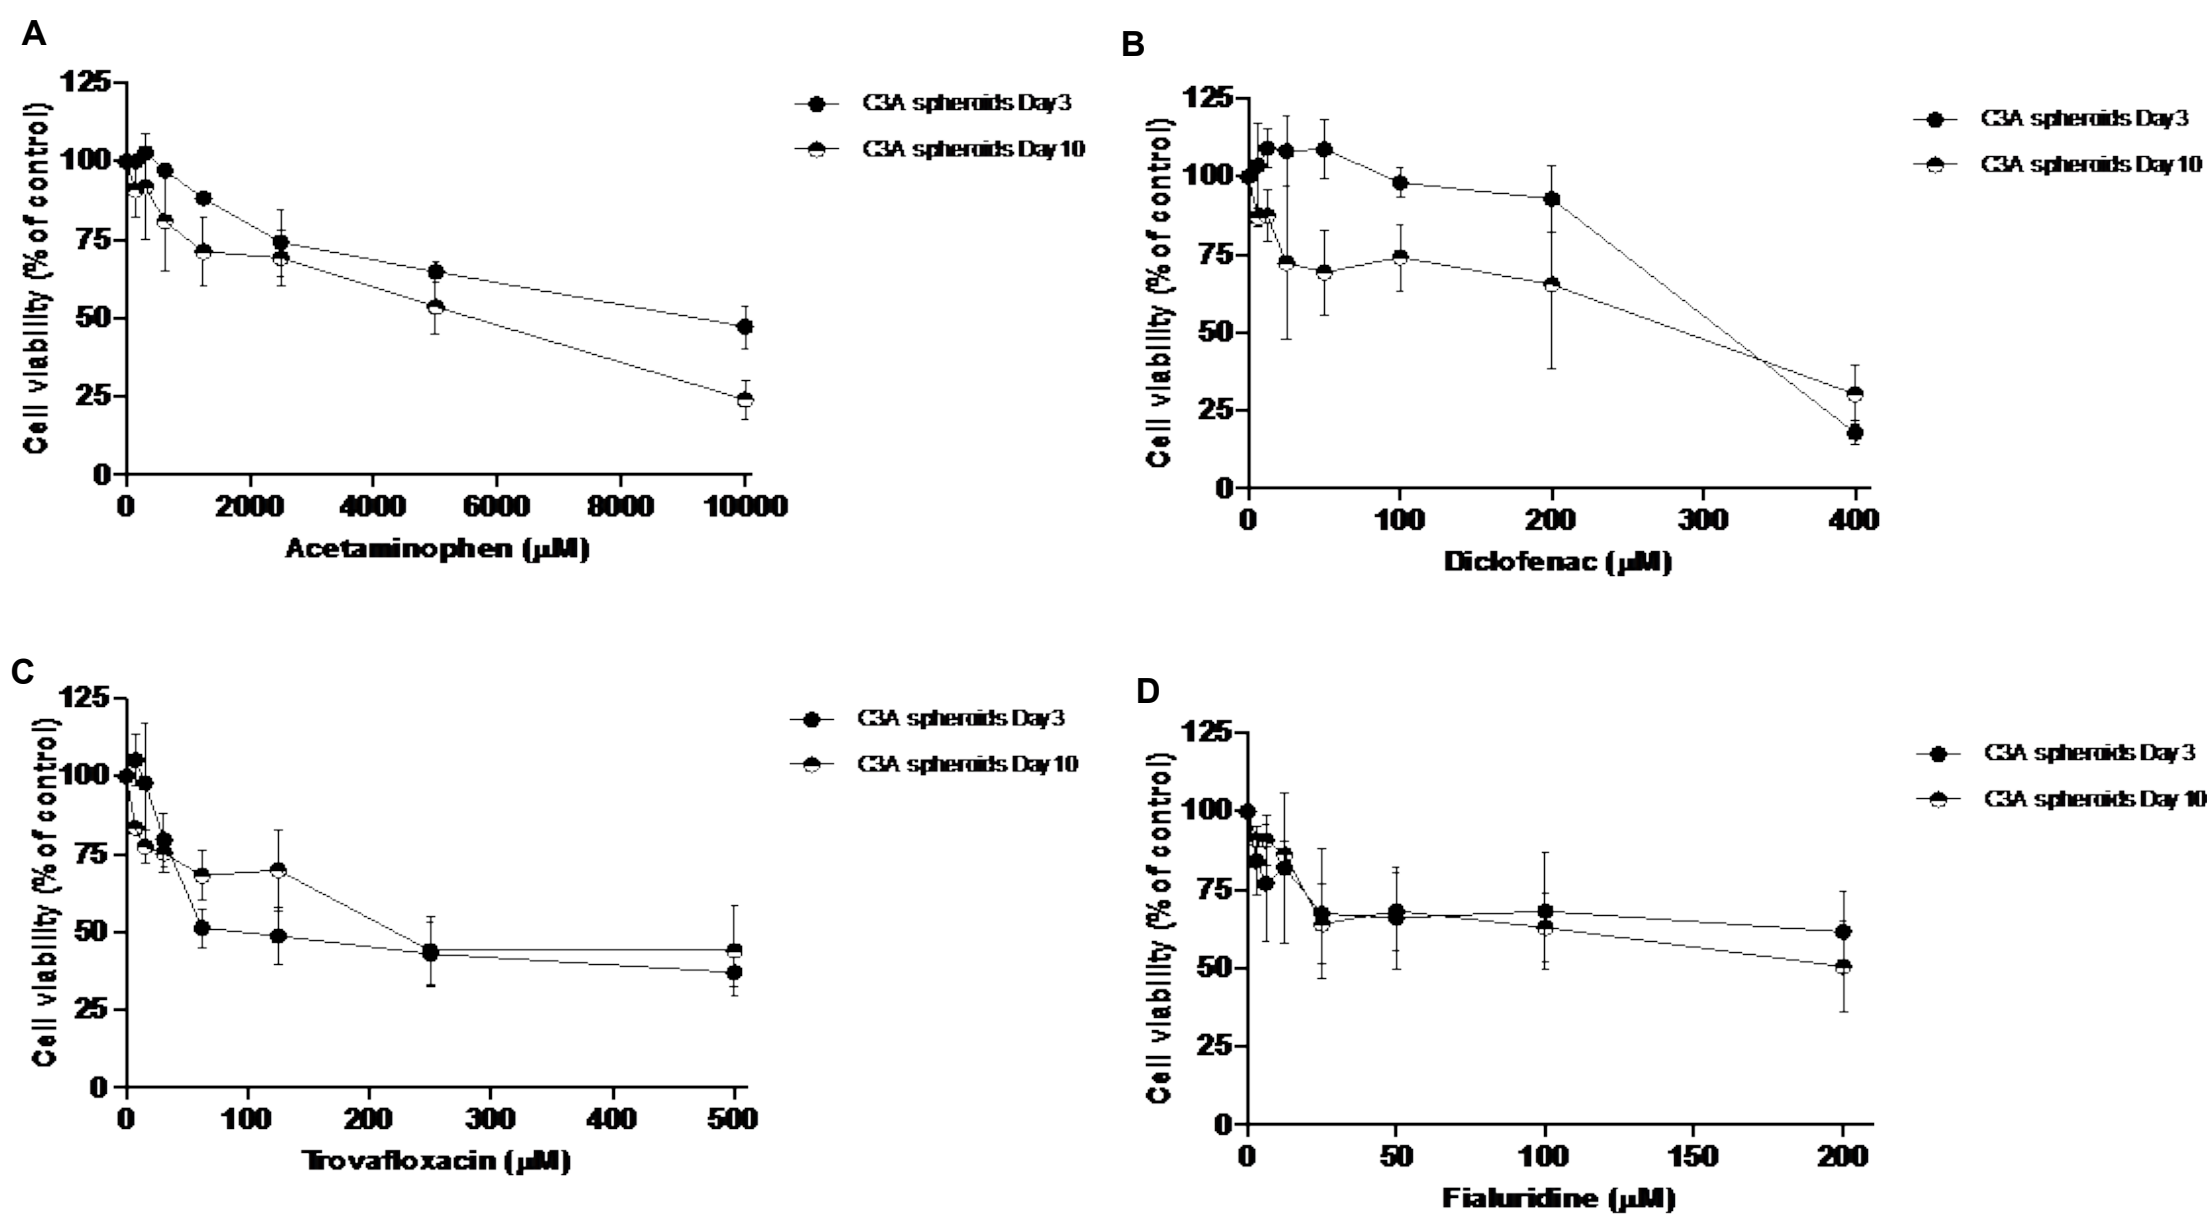 A
125
100
75
50
25
0
Cell viability (% of control)
0 2000 4000 6000 8000 10000
Acetaminophen (µM)
C3A spheroids Day 3
C3A spheroids Day 10
B
125
100
75
50
25
0
Cell viability (% of control)
0 100 200 300 400
Diclofenac (µM)
C3A spheroids Day 3
C3A spheroids Day 10
C
125
100
75
50
25
0
Cell viability (% of control)
0 100 200 300 400 500
Trovafloxacin (µM)
C3A spheroids Day 3
C3A spheroids Day 10
D
125
100
75
50
25
0
Cell viability (% of control)
0 50 100 150 200
Fialuridine (µM)
C3A spheroids Day 3
C3A spheroids Day 10